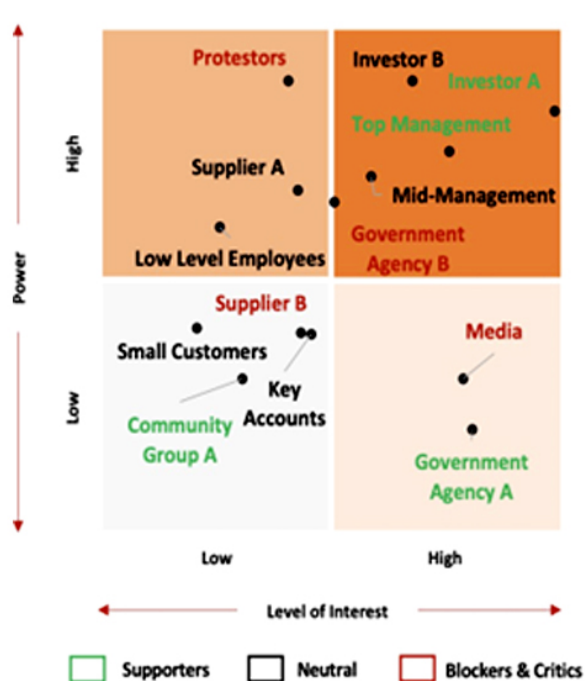 Protestors
Investor B
Investor A
Top Management
Supplier A
Mid-Management
Government
Agency B
Low Level Employees
High
Power
Low
Supplier B
Small Customers
Key
Accounts
Community
Group A
Media
Government
Agency A
Low
High
Level of Interest
Supporters
Neutral
Blockers & Critics